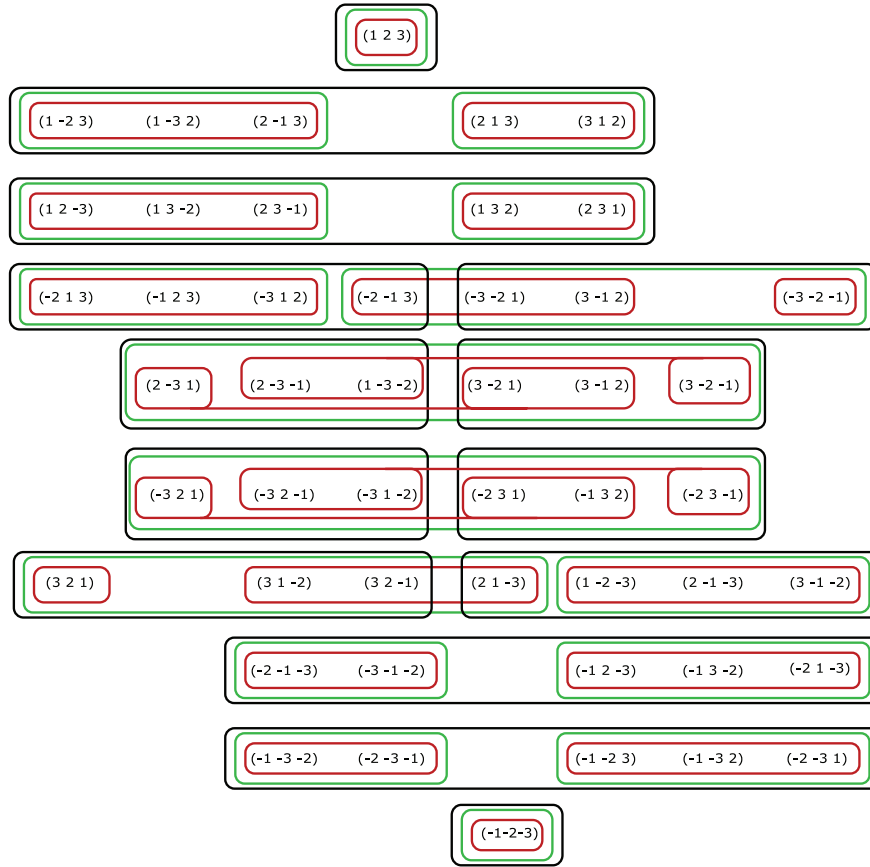 (1 2 3)
(1 -2 3) (1 -3 2) (2 -1 3) (2 1 3) (3 1 2)
(1 2 -3) (1 3 -2) (2 3 -1) (1 3 2) (2 3 1)
(-2 1 3) (-1 2 3) (-3 1 2) (-2 -1 3) (-3 -2 1) (3 -1 2) (-3 -2 -1)
(2 -3 1) (2 -3 -1) (1 -3 -2) (3 -2 1) (3 -1 2) (3 -2 -1)
(-3 2 1) (-3 2 -1) (-3 1 -2) (-2 3 1) (-1 3 2) (-2 3 -1)
(3 2 1) (3 1 -2) (3 2 -1) (2 1 -3) (1 -2 -3) (2 -1 -3) (3 -1 -2)
(-2 -1 -3) (-3 -1 -2) (-1 2 -3) (-1 3 -2) (-2 1 -3)
(-1 -3 -2) (-2 -3 -1) (-1 -2 3) (-1 -3 2) (-2 -3 1)
(-1-2-3)